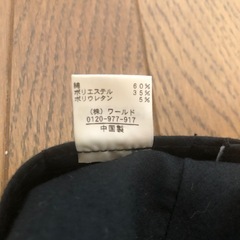 綿 60%
ポリエステル 35%
ポリウレタン 5%
(株) ワールド
0120-977-917
中国製